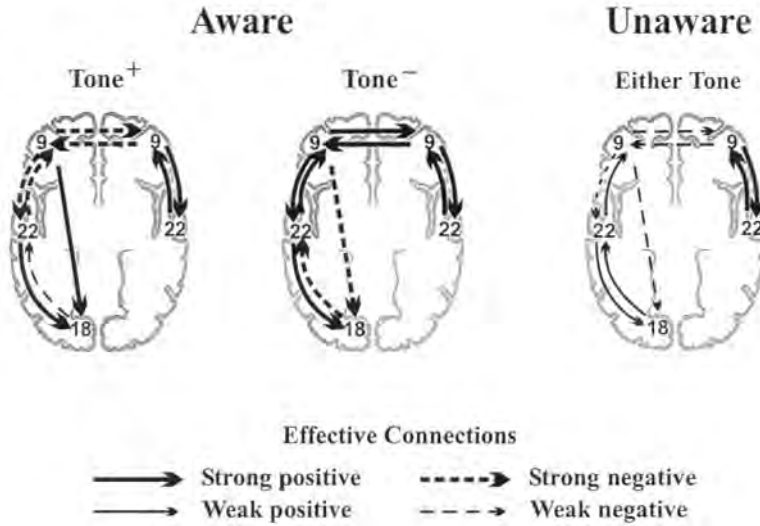 Aware Unaware
Tone+ Tone− Either Tone
9 9 9 9 9
22 22 22 22 22 22
18 18 18
Effective Connections
Strong positive Strong negative
Weak positive Weak negative